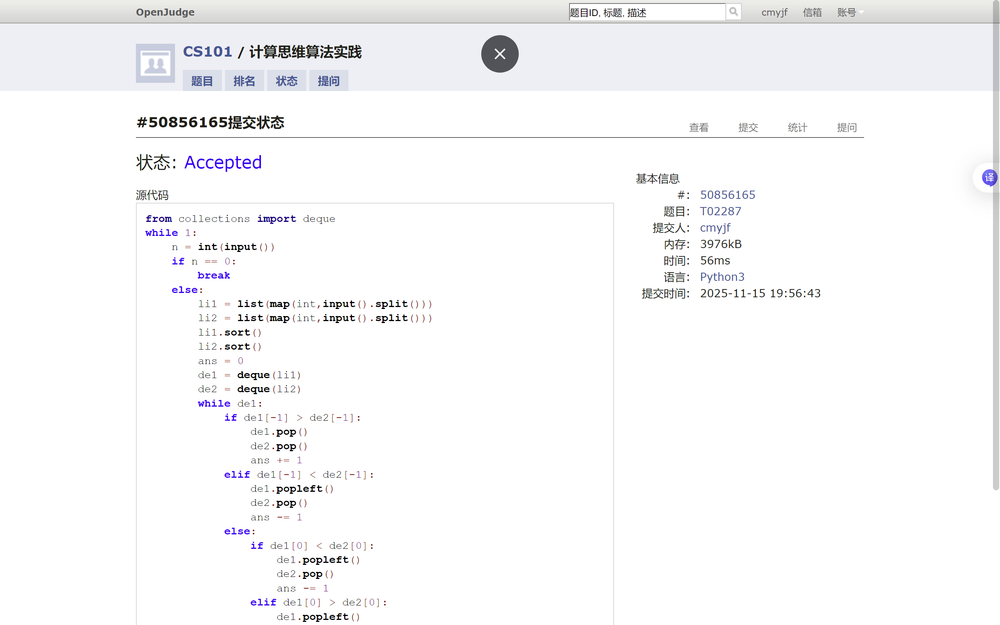 OpenJudge
题目ID, 标题, 描述
cmyjf 信箱 账号
CS101 / 计算思维算法实践
题目 排名 状态 提问
#50856165提交状态
查看 提交 统计 提问
状态: Accepted
源代码
from collections import deque
while 1:
    n = int(input())
    if n == 0:
        break
    else:
        li1 = list(map(int,input().split()))
        li2 = list(map(int,input().split()))
        li1.sort()
        li2.sort()
        ans = 0
        de1 = deque(li1)
        de2 = deque(li2)
        while de1:
            if de1[-1] > de2[-1]:
                de1.pop()
                de2.pop()
                ans += 1
            elif de1[-1] < de2[-1]:
                de1.popleft()
                de2.pop()
                ans -= 1
            else:
                if de1[0] < de2[0]:
                    de1.popleft()
                    de2.pop()
                    ans -= 1
                elif de1[0] > de2[0]:
                    de1.popleft()
基本信息
#: 50856165
题目: T02287
提交人: cmyjf
内存: 3976kB
时间: 56ms
语言: Python3
提交时间: 2025-11-15 19:56:43
译